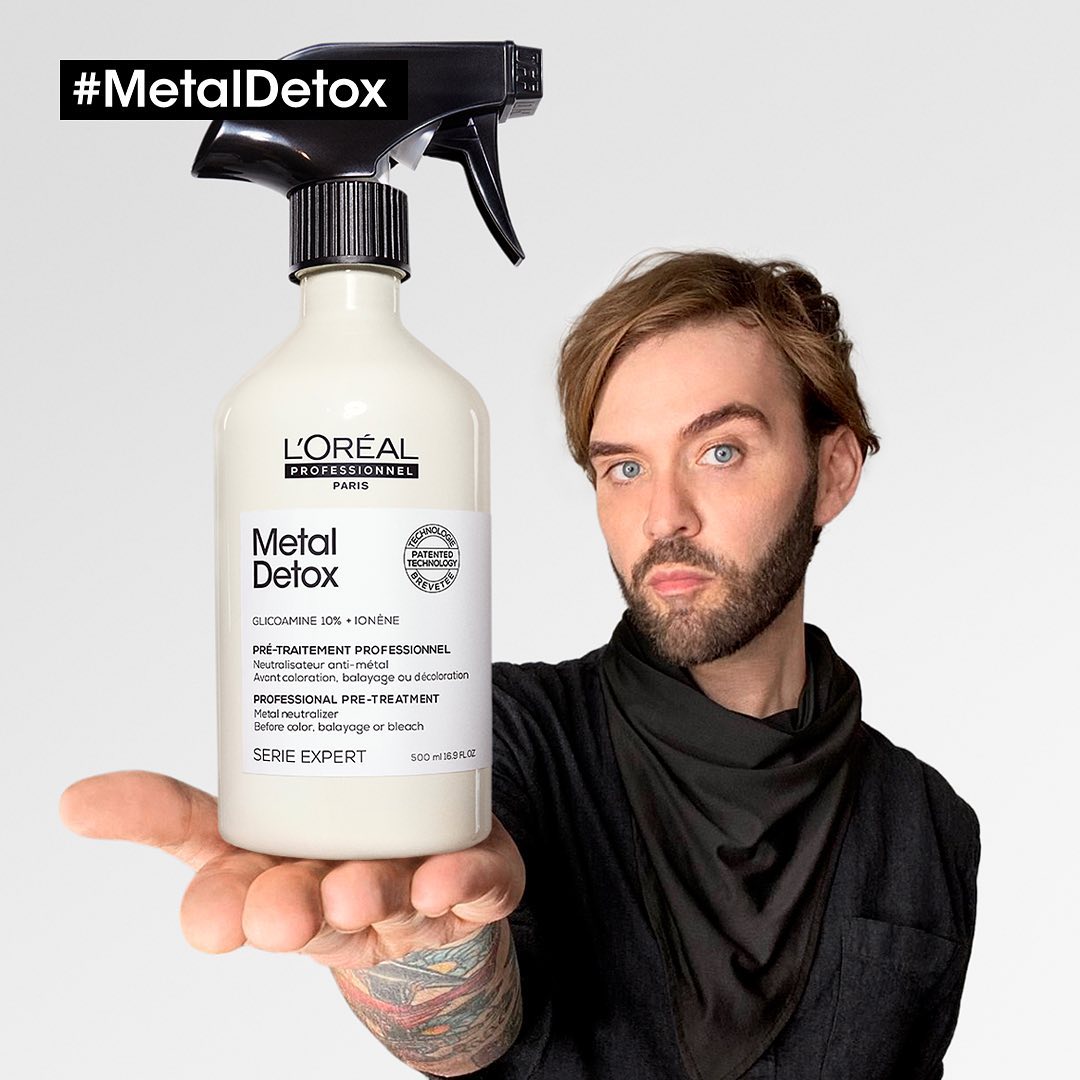 #MetalDetox
L'ORÉAL
PROFESSIONNEL
PARIS
Metal
Detox
TECHNOLOGIE
PATENTED
TECHNOLOGY
BREVETÉE
GLICOAMINE 10% + IONÈNE
PRÉ-TRAITEMENT PROFESSIONNEL
Neutralisateur anti-métal
Avant coloration, balayage ou décoloration
PROFESSIONAL PRE-TREATMENT
Metal neutralizer
Before color, balayage or bleach
SERIE EXPERT
500 ml 16.9 FL OZ